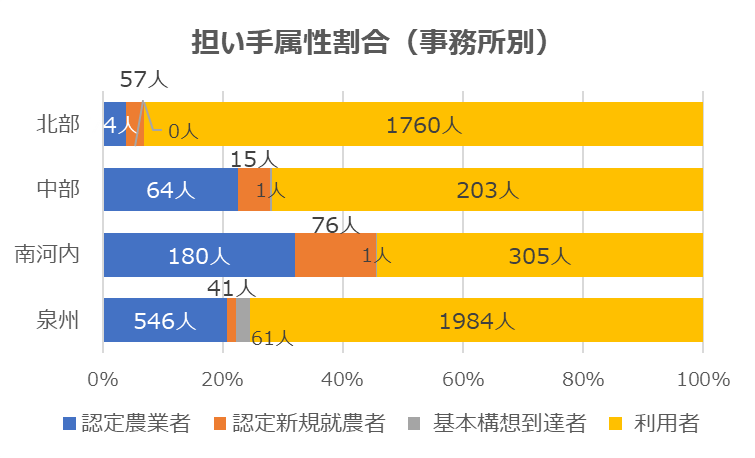 担い手属性割合（事務所別）
57人
北部 4人 0人 1760人
15人
中部 64人 1人 203人
76人
南河内 180人 1人 305人
41人
泉州 546人 61人 1984人
0% 20% 40% 60% 80% 100%
認定農業者 認定新規就農者 基本構想到達者 利用者